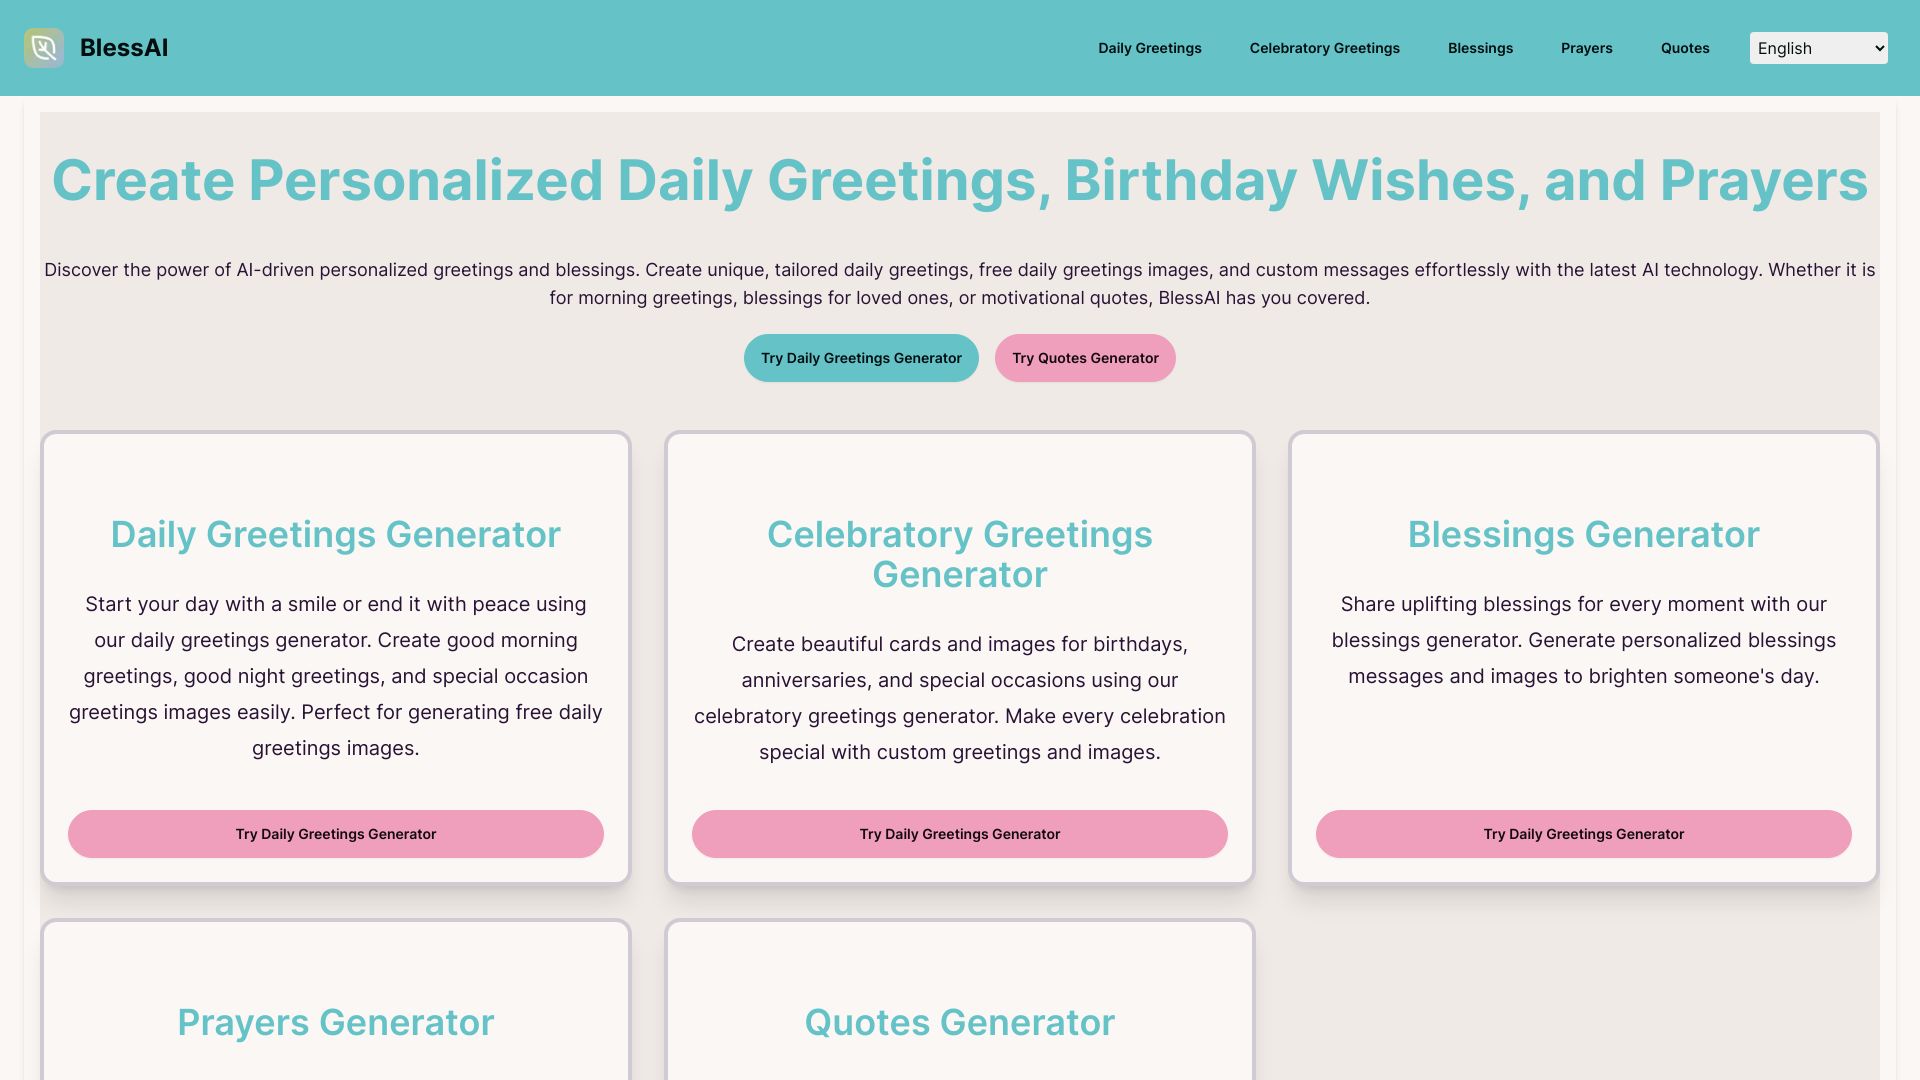 BlessAI
Daily Greetings
Celebratory Greetings
Blessings
Prayers
Quotes
English
Create Personalized Daily Greetings, Birthday Wishes, and Prayers
Discover the power of AI-driven personalized greetings and blessings. Create unique, tailored daily greetings, free daily greetings images, and custom messages effortlessly with the latest AI technology. Whether it is
for morning greetings, blessings for loved ones, or motivational quotes, BlessAI has you covered.
Try Daily Greetings Generator
Try Quotes Generator
Daily Greetings Generator
Start your day with a smile or end it with peace using
our daily greetings generator. Create good morning
greetings, good night greetings, and special occasion
greetings images easily. Perfect for generating free daily
greetings images.
Try Daily Greetings Generator
Celebratory Greetings
Generator
Create beautiful cards and images for birthdays,
anniversaries, and special occasions using our
celebratory greetings generator. Make every celebration
special with custom greetings and images.
Try Daily Greetings Generator
Blessings Generator
Share uplifting blessings for every moment with our
blessings generator. Generate personalized blessings
messages and images to brighten someone's day.
Try Daily Greetings Generator
Prayers Generator
Quotes Generator